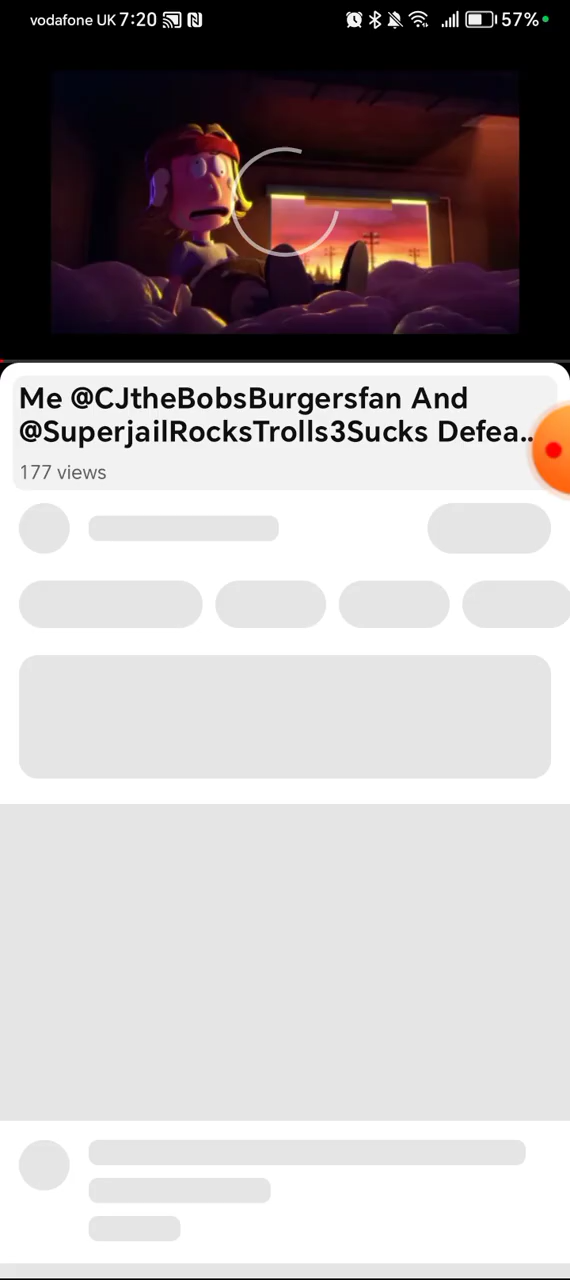 vodafone UK 7:20 57%
Me @CJtheBobsBurgersfan And
@SuperjailRocksTrolls3Sucks Defea..
177 views